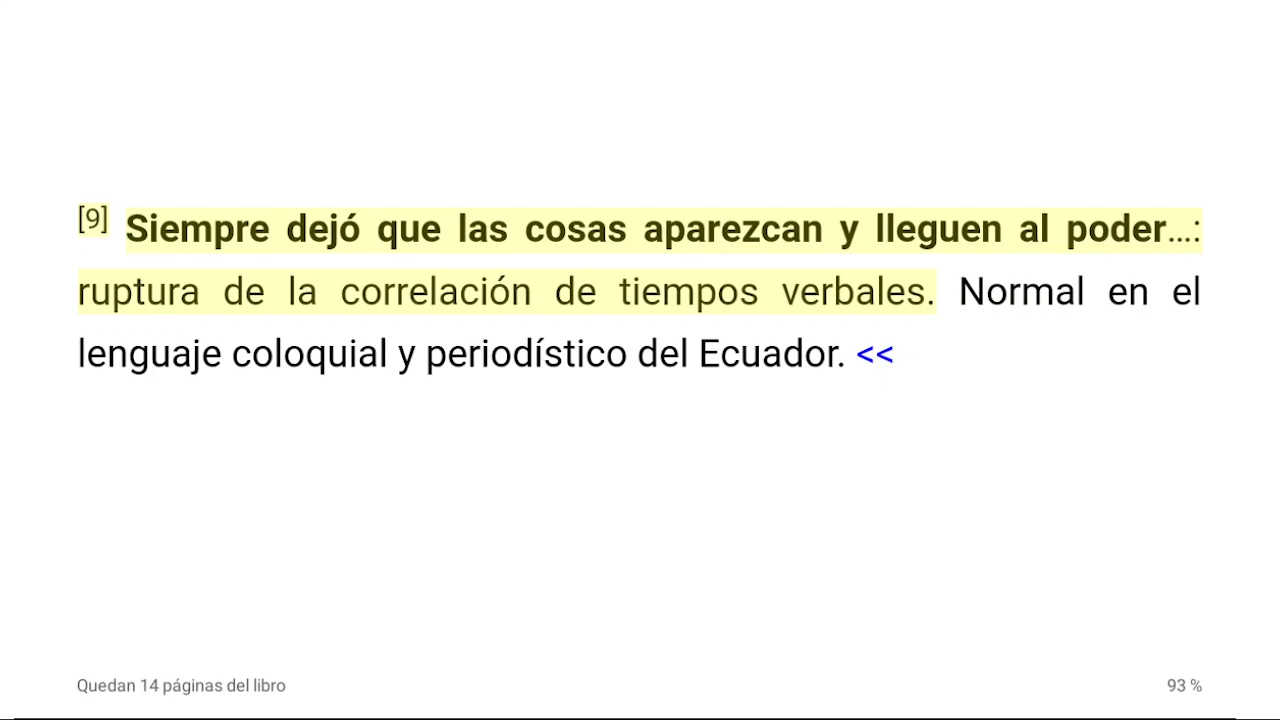 [9] Siempre dejó que las cosas aparezcan y lleguen al poder…:
ruptura de la correlación de tiempos verbales. Normal en el
lenguaje coloquial y periodístico del Ecuador. <<
Quedan 14 páginas del libro
93 %